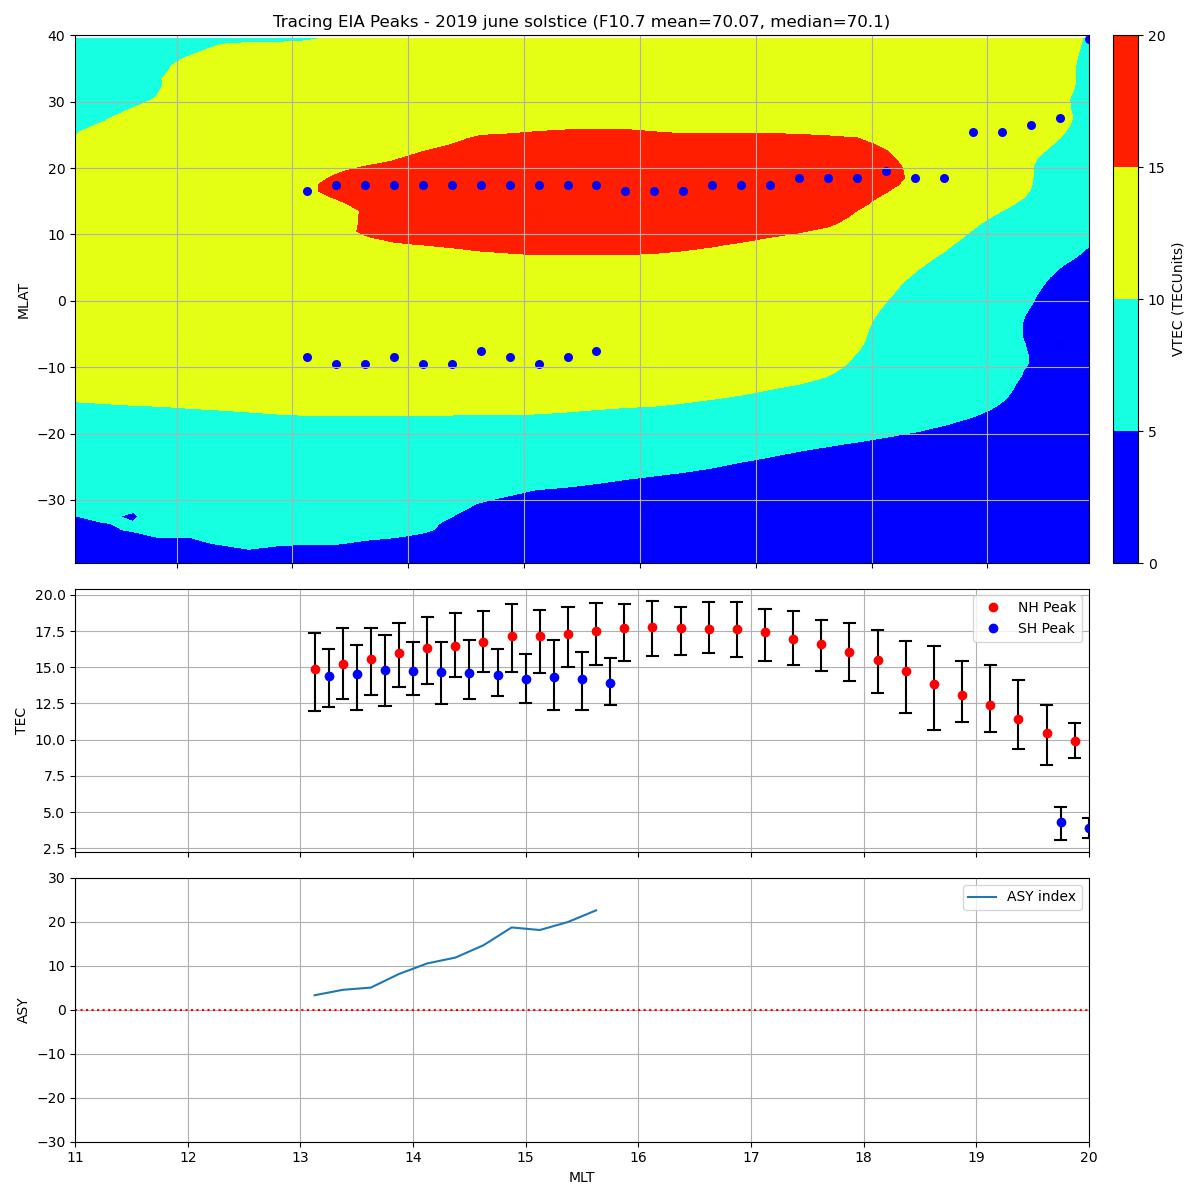 Tracing EIA Peaks - 2019 june solstice (F10.7 mean=70.07, median=70.1)
MLAT
40
30
20
10
0
−10
−20
−30
VTEC (TECUnits)
20
15
10
5
0
TEC
20.0
17.5
15.0
12.5
10.0
7.5
5.0
2.5
NH Peak
SH Peak
ASY
30
20
10
0
−10
−20
−30
ASY index
11 12 13 14 15 16 17 18 19 20
MLT